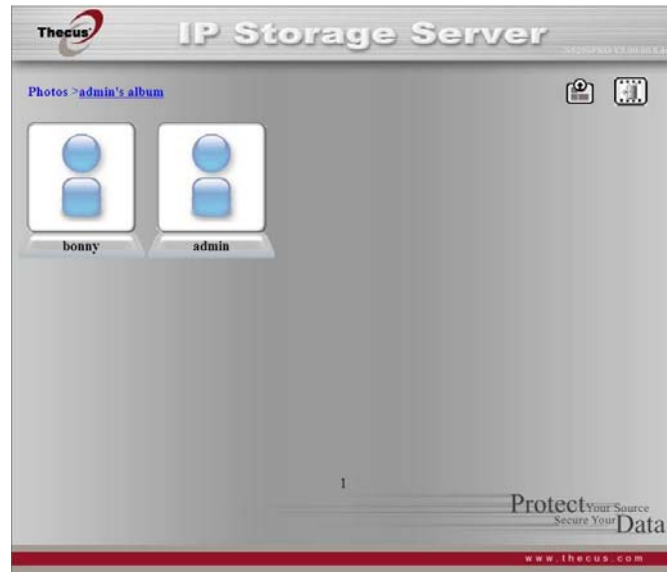 Thecus
IP Storage Server
Photos >admin's album
bonny
admin
1
Protect Your Source
Secure Your Data
www.thecus.com